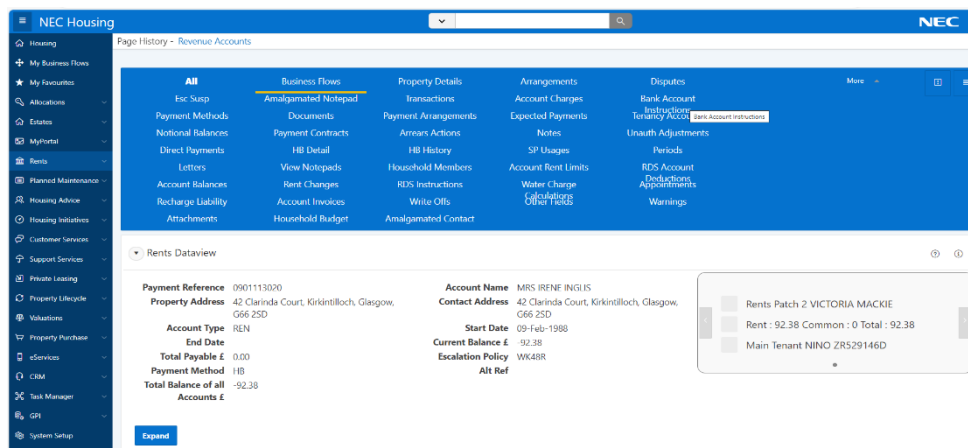 NEC Housing
NEC
Page History - Revenue Accounts
Housing
My Business Flows
My Favourites
Allocations
Estates
MyPortal
Rents
Planned Maintenance
Housing Advice
Housing Initiatives
Customer Services
Support Services
Private Leasing
Property Lifecycle
Valuations
Property Purchase
eServices
CRM
Task Manager
GPI
System Setup
All Business Flows Property Details Arrangements Disputes More
Esc Susp Amalgamated Notepad Transactions Account Charges Bank Account Instructions
Payment Methods Documents Payment Arrangements Expected Payments Tenancy Accou
Bank Account Instructions
Notional Balances Payment Contracts Arrears Actions Notes Unauth Adjustments
Direct Payments HB Detail HB History SP Usages Periods
Letters View Notepads Household Members Account Rent Limits RDS Account Deductions
Account Balances Rent Changes RDS Instructions Water Charge Calculations Appointments
Recharge Liability Account Invoices Write Offs Other Fields Warnings
Attachments Household Budget Amalgamated Contact
Rents Dataview
Payment Reference 0901113020
Property Address 42 Clarinda Court, Kirkintilloch, Glasgow,
G66 2SD
Account Type REN
End Date
Total Payable £ 0.00
Payment Method HB
Total Balance of all -92.38
Accounts £
Account Name MRS IRENE INGLIS
Contact Address 42 Clarinda Court, Kirkintilloch, Glasgow,
G66 2SD
Start Date 09-Feb-1988
Current Balance £ -92.38
Escalation Policy WK48R
Alt Ref
Rents Patch 2 VICTORIA MACKIE
Rent : 92.38 Common : 0 Total : 92.38
Main Tenant NINO ZR529146D
Expand